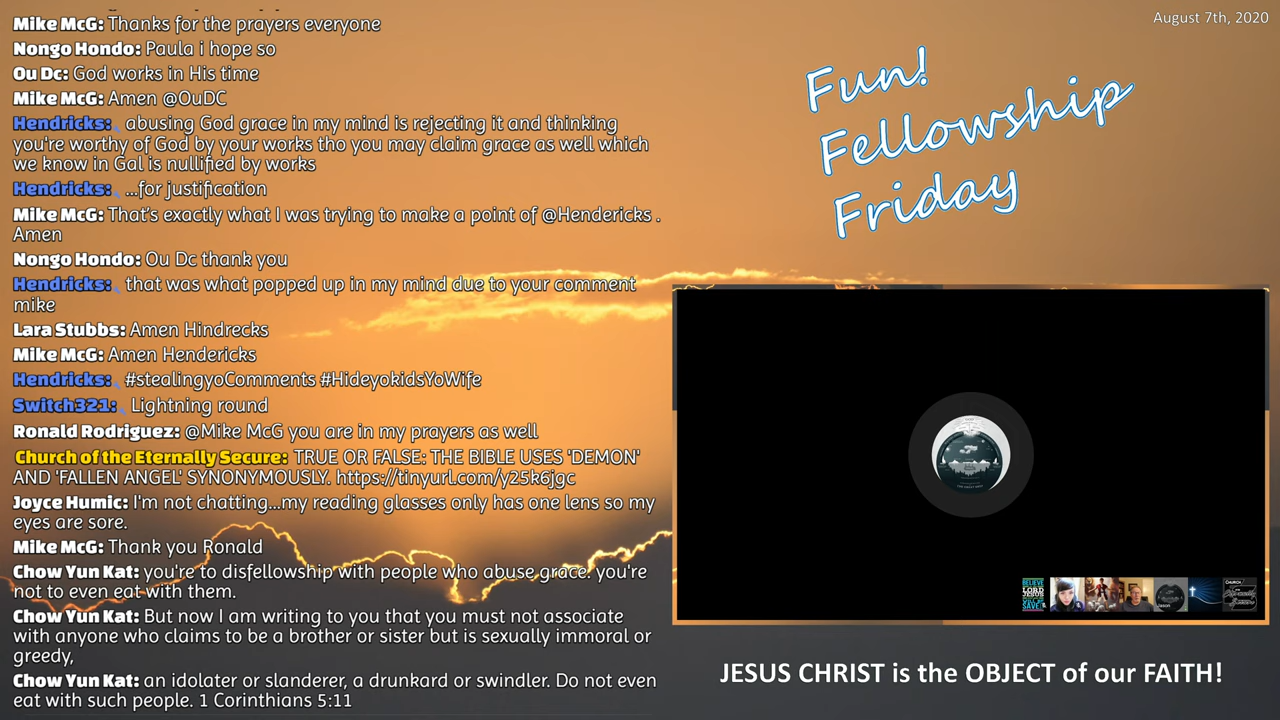 Mike McG: Thanks for the prayers everyone
Nongo Hondo: Paula i hope so
Ou Dc: God works in His time
Mike McG: Amen @OuDC
Hendricks: abusing God grace in my mind is rejecting it and thinking
you're worthy of God by your works tho you may claim grace as well which
we know in Gal is nullified by works
Hendricks: ...for justification
Mike McG: That's exactly what I was trying to make a point of @Hendericks .
Amen
Nongo Hondo: Ou Dc thank you
Hendricks: that was what popped up in my mind due to your comment
mike
Lara Stubbs: Amen Hindrecks
Mike McG: Amen Hendericks
Hendricks: #stealingyoComments #HideyokidsYoWife
Switch321: Lightning round
Ronald Rodriguez: @Mike McG you are in my prayers as well
Church of the Eternally Secure: TRUE OR FALSE: THE BIBLE USES 'DEMON'
AND 'FALLEN ANGEL' SYNONYMOUSLY. https://tinyurl.com/y25k6jgc
Joyce Humic: I'm not chatting...my reading glasses only has one lens so my
eyes are sore.
Mike McG: Thank you Ronald
Chow Yun Kat: you're to disfellowship with people who abuse grace. you're
not to even eat with them.
Chow Yun Kat: But now I am writing to you that you must not associate
with anyone who claims to be a brother or sister but is sexually immoral or
greedy,
Chow Yun Kat: an idolater or slanderer, a drunkard or swindler. Do not even
eat with such people. 1 Corinthians 5:11
August 7th, 2020
Fun!
Fellowship
Friday
BELIEVE
LORD
JESUS
SAVE
Jason
CHURCH
JESUS CHRIST is the OBJECT of our FAITH!